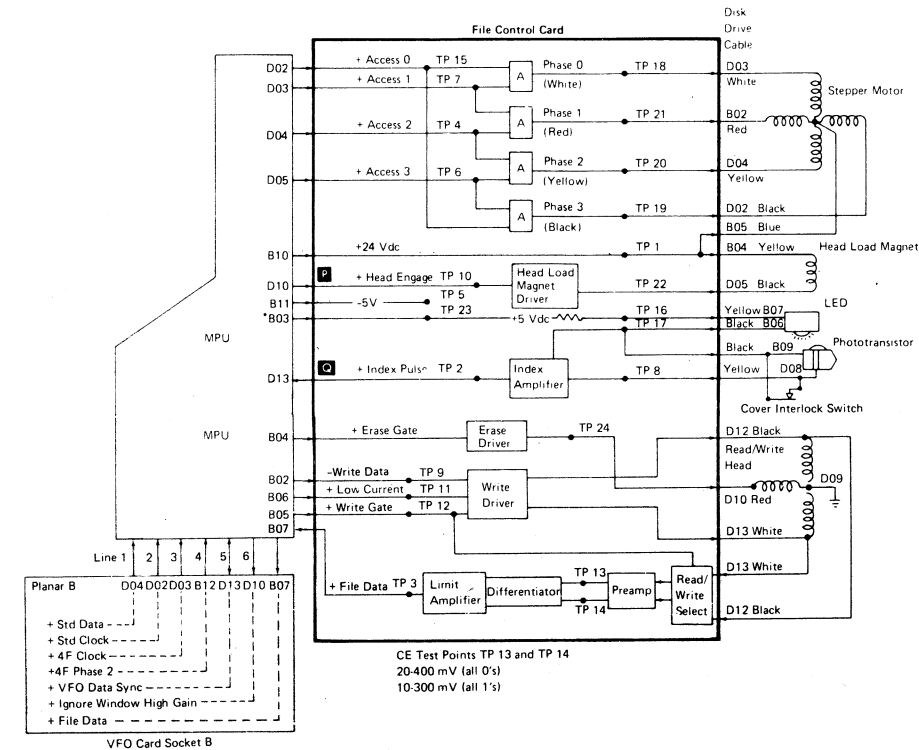 Disk
Drive
Cable
File Control Card
D02 + Access 0 TP 15 A Phase 0 (White) TP 18 D03 White
D03 + Access 1 TP 7
Stepper Motor
D04 + Access 2 TP 4 A Phase 1 (Red) TP 21 B02 Red
A Phase 2 (Yellow) TP 20 D04 Yellow
D05 + Access 3 TP 6
A Phase 3 (Black) TP 19 D02 Black
B05 Blue
B10 +24 Vdc TP 1 B04 Yellow Head Load Magnet
P
D10 + Head Engage TP 10 Head Load Magnet Driver TP 22 D05 Black
B11 -5V TP 5
B03 TP 23 +5 Vdc TP 16 Yellow B07 LED
TP 17 Black B06
MPU
Black B09 Phototransistor
Q
D13 + Index Pulse TP 2 Index Amplifier TP 8 Yellow D08
Cover Interlock Switch
MPU
B04 + Erase Gate Erase Driver TP 24 D12 Black
Read/Write Head
B02 -Write Data TP 9
B06 + Low Current TP 11 Write Driver D10 Red D09
B05 + Write Gate TP 12
B07
D13 White
D13 White
+ File Data TP 3 Limit Amplifier Differentiator TP 13 TP 14 Preamp Read/ Write Select
D12 Black
Line 1 2 3 4 5 6
Planar B D04 D02 D03 B12 D13 D10 B07
+ Std Data
+ Std Clock
+ 4F Clock
+4F Phase 2
+ VFO Data Sync
+ Ignore Window High Gain
+ File Data
VFO Card Socket B
CE Test Points TP 13 and TP 14
20-400 mV (all 0's)
10-300 mV (all 1's)